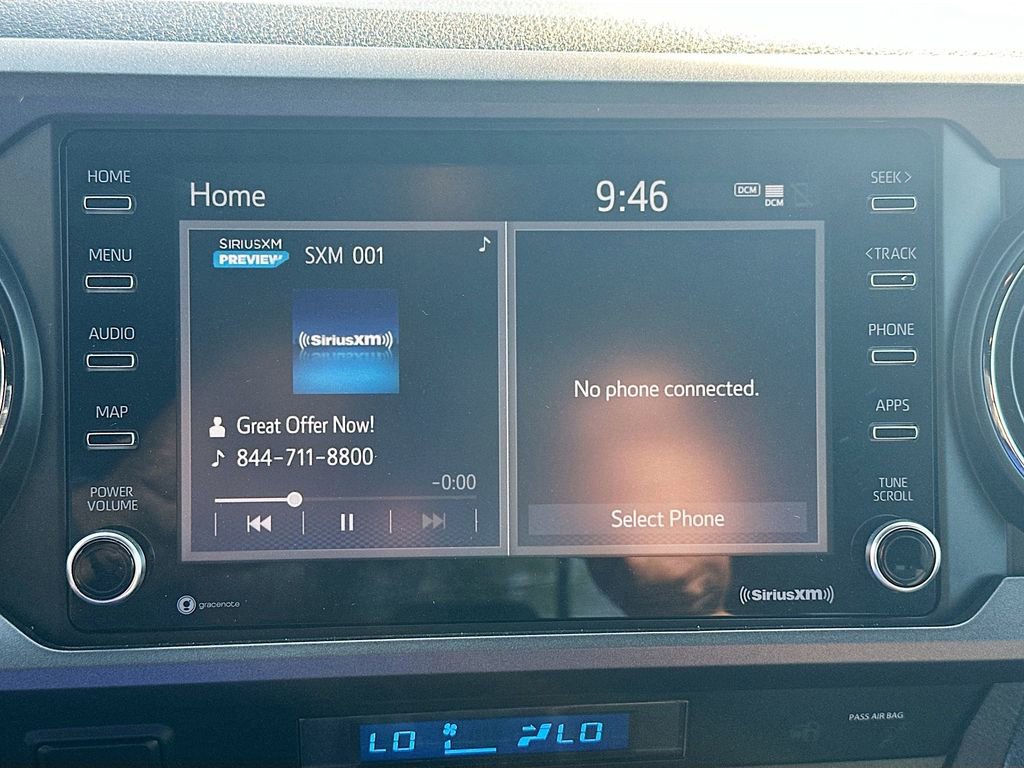 HOME
MENU
AUDIO
MAP
POWER
VOLUME
Home
9:46
DCM
DCM
SIRIUSXM
PREVIEW
SXM 001
((SiriusXM))
Great Offer Now!
844-711-8800
-0:00
No phone connected.
Select Phone
SEEK >
< TRACK
PHONE
APPS
TUNE
SCROLL
gracenote
((SiriusXM))
LO
LO
PASS AIR BAG